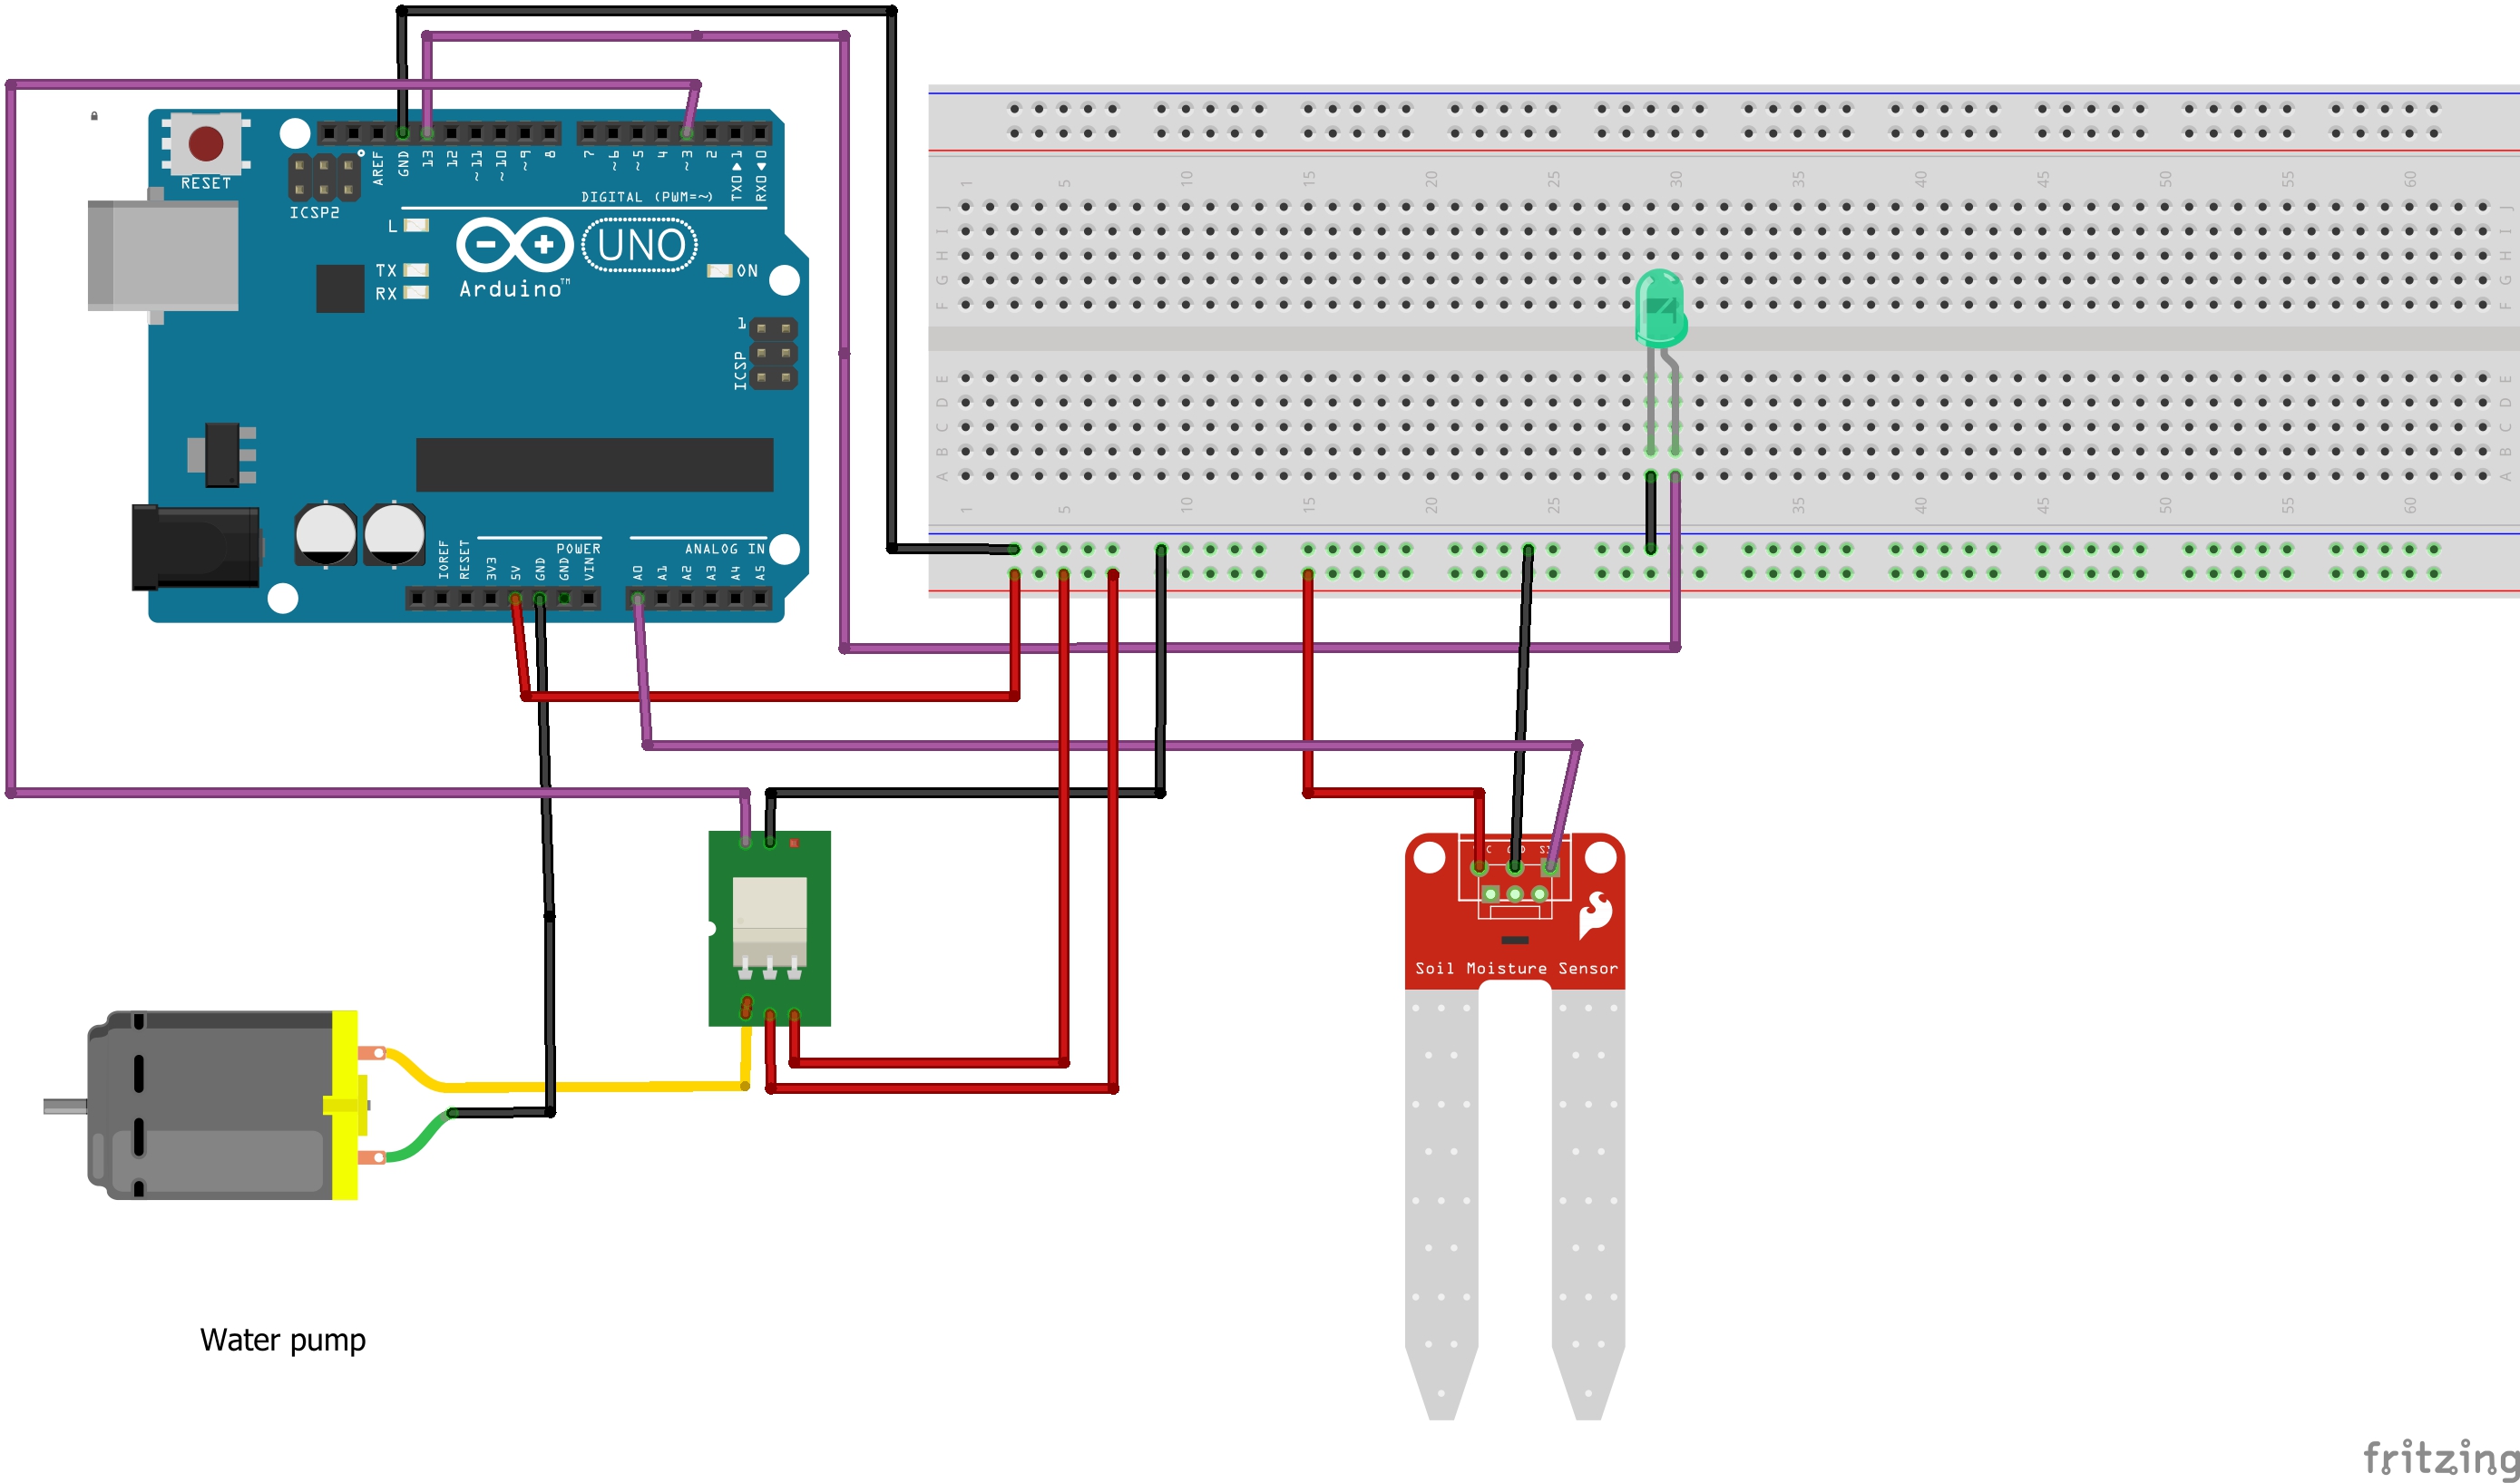 RESET
ICSP2
AREF
GND
13
12
~11
~10
~9
8
7
~6
~5
4
~3
2
TX0▶1
RX0◀0
DIGITAL (PWM=~)
L
TX
RX
UNO
Arduino™
ON
1
ICSP
POWER
ANALOG IN
IOREF
RESET
3V3
5V
GND
GND
VIN
A0
A1
A2
A3
A4
A5
1 5 10 15 20 25 30 35 40 45 50 55 60
J J
I I
H H
G G
F F
E E
D D
C C
B B
A A
1 5 10 15 20 25 35 40 45 50 55 60
Soil Moisture Sensor
Water pump
fritzing